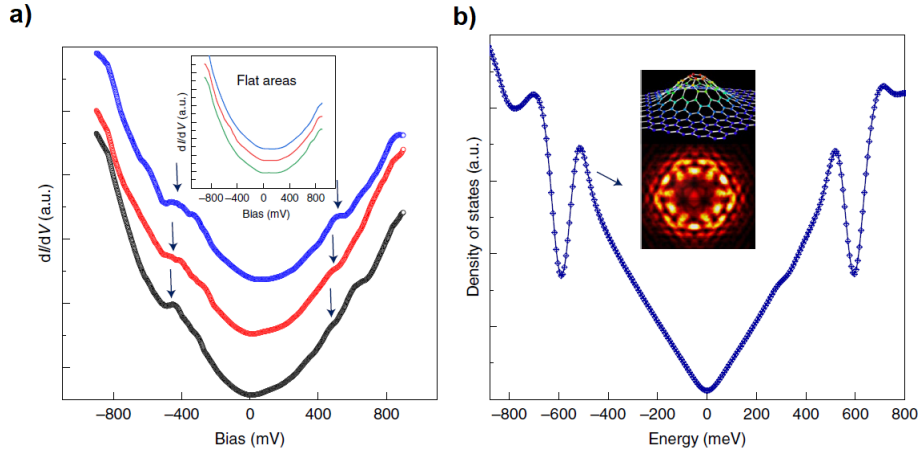 a)
dI/dV (a.u.)
Flat areas
dI/dV (a.u.)
−800 −400 0 400 800
Bias (mV)
−800 −400 0 400 800
Bias (mV)
b)
Density of states (a.u.)
−800 −600 −400 −200 0 200 400 600 800
Energy (meV)